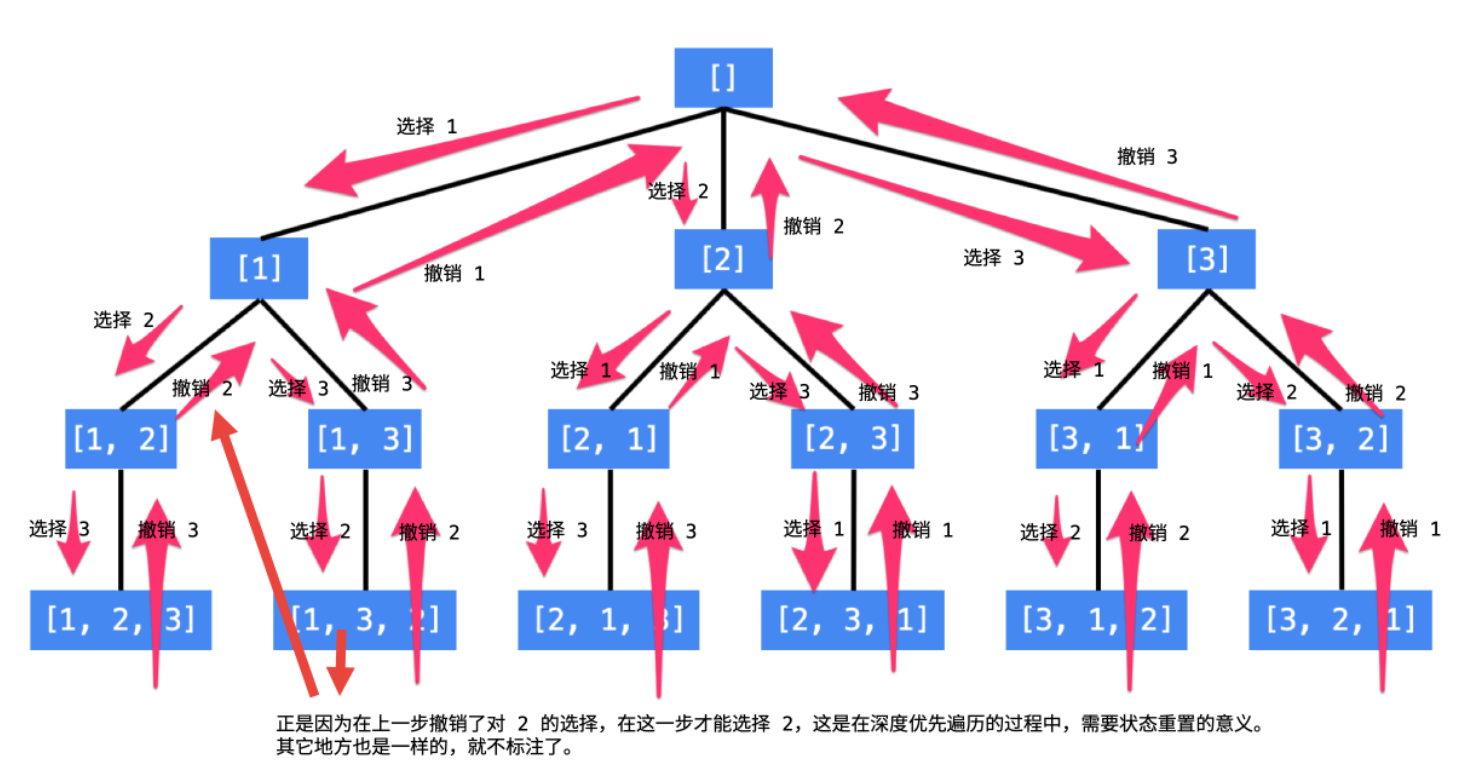 []
选择 1
撤销 3
选择 2
撤销 2
选择 3
撤销 1
[1]
[2]
[3]
选择 2
撤销 2
选择 3
撤销 3
选择 1
撤销 1
选择 3
撤销 3
选择 1
撤销 1
选择 2
撤销 2
[1, 2]
[1, 3]
[2, 1]
[2, 3]
[3, 1]
[3, 2]
选择 3
撤销 3
选择 2
撤销 2
选择 3
撤销 3
选择 1
撤销 1
选择 2
撤销 2
选择 1
撤销 1
[1, 2, 3]
[1, 3, 2]
[2, 1, 3]
[2, 3, 1]
[3, 1, 2]
[3, 2, 1]
正是因为在上一步撤销了对 2 的选择，在这一步才能选择 2，这是在深度优先遍历的过程中，需要状态重置的意义。
其它地方也是一样的，就不标注了。